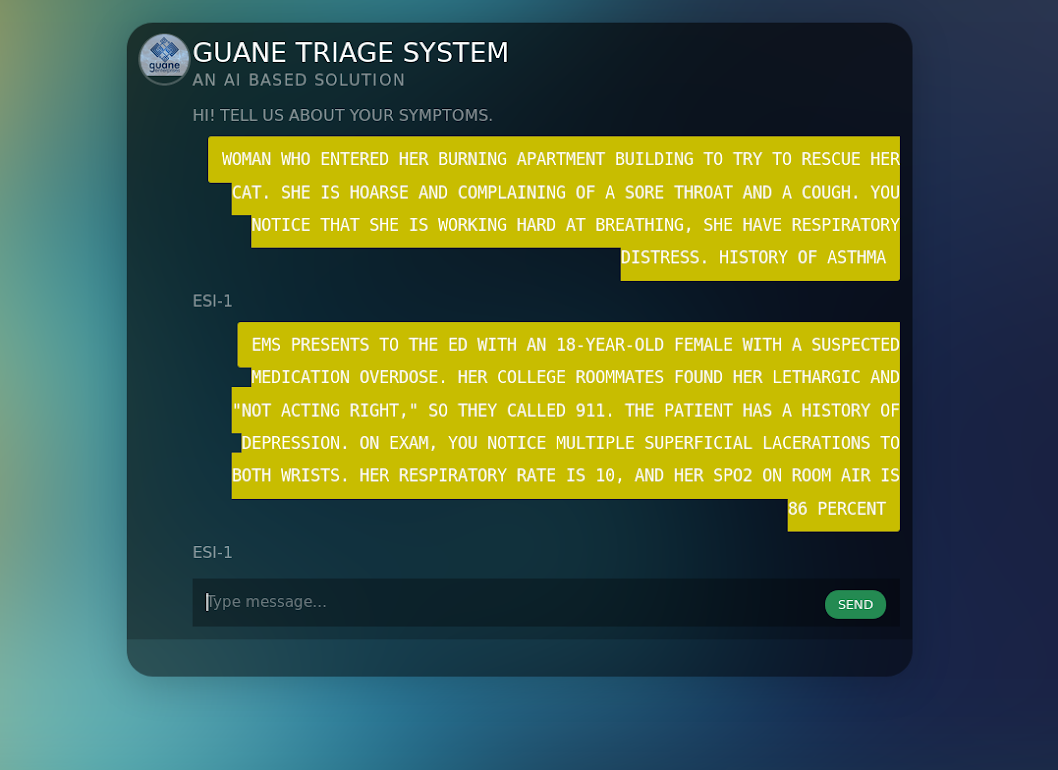 guane
enterprises
GUANE TRIAGE SYSTEM
AN AI BASED SOLUTION
HI! TELL US ABOUT YOUR SYMPTOMS.
WOMAN WHO ENTERED HER BURNING APARTMENT BUILDING TO TRY TO RESCUE HER
CAT. SHE IS HOARSE AND COMPLAINING OF A SORE THROAT AND A COUGH. YOU
NOTICE THAT SHE IS WORKING HARD AT BREATHING, SHE HAVE RESPIRATORY
DISTRESS. HISTORY OF ASTHMA
ESI-1
EMS PRESENTS TO THE ED WITH AN 18-YEAR-OLD FEMALE WITH A SUSPECTED
MEDICATION OVERDOSE. HER COLLEGE ROOMMATES FOUND HER LETHARGIC AND
"NOT ACTING RIGHT," SO THEY CALLED 911. THE PATIENT HAS A HISTORY OF
DEPRESSION. ON EXAM, YOU NOTICE MULTIPLE SUPERFICIAL LACERATIONS TO
BOTH WRISTS. HER RESPIRATORY RATE IS 10, AND HER SPO2 ON ROOM AIR IS
86 PERCENT
ESI-1
Type message...
SEND